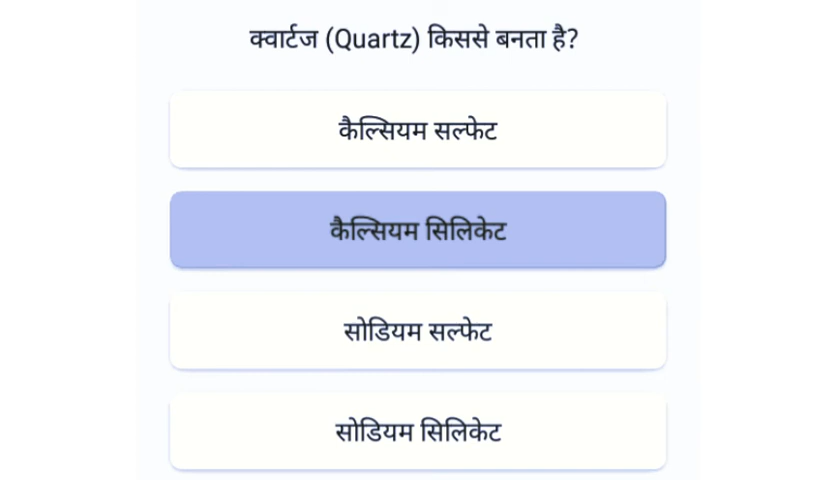 क्वार्टज (Quartz) किससे बनता है?
कैल्सियम सल्फेट
कैल्सियम सिलिकेट
सोडियम सल्फेट
सोडियम सिलिकेट